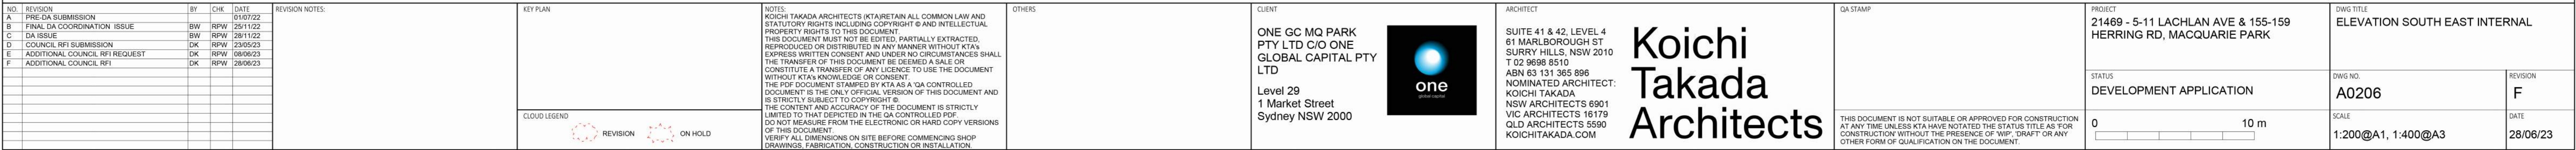 NO. REVISION BY CHK DATE
A PRE-DA SUBMISSION 01/07/22
B FINAL DA COORDINATION ISSUE BW RPW 25/11/22
C DA ISSUE BW RPW 28/11/22
D COUNCIL RFI SUBMISSION DK RPW 23/05/23
E ADDITIONAL COUNCIL RFI REQUEST DK RPW 08/06/23
F ADDITIONAL COUNCIL RFI DK RPW 28/06/23
REVISION NOTES:
KEY PLAN
CLOUD LEGEND
REVISION ON HOLD
NOTES:
KOICHI TAKADA ARCHITECTS (KTA)RETAIN ALL COMMON LAW AND
STATUTORY RIGHTS INCLUDING COPYRIGHT © AND INTELLECTUAL
PROPERTY RIGHTS TO THIS DOCUMENT.
THIS DOCUMENT MUST NOT BE EDITED, PARTIALLY EXTRACTED,
REPRODUCED OR DISTRIBUTED IN ANY MANNER WITHOUT KTA's
EXPRESS WRITTEN CONSENT AND UNDER NO CIRCUMSTANCES SHALL
THE TRANSFER OF THIS DOCUMENT BE DEEMED A SALE OR
CONSTITUTE A TRANSFER OF ANY LICENCE TO USE THE DOCUMENT
WITHOUT KTA's KNOWLEDGE OR CONSENT.
THE PDF DOCUMENT STAMPED BY KTA AS A 'QA CONTROLLED
DOCUMENT' IS THE ONLY OFFICIAL VERSION OF THIS DOCUMENT AND
IS STRICTLY SUBJECT TO COPYRIGHT ©.
THE CONTENT AND ACCURACY OF THE DOCUMENT IS STRICTLY
LIMITED TO THAT DEPICTED IN THE QA CONTROLLED PDF.
DO NOT MEASURE FROM THE ELECTRONIC OR HARD COPY VERSIONS
OF THIS DOCUMENT.
VERIFY ALL DIMENSIONS ON SITE BEFORE COMMENCING SHOP
DRAWINGS, FABRICATION, CONSTRUCTION OR INSTALLATION.
OTHERS
CLIENT
ONE GC MQ PARK
PTY LTD C/O ONE
GLOBAL CAPITAL PTY
LTD
Level 29
1 Market Street
Sydney NSW 2000
one
global capital
ARCHITECT
SUITE 41 & 42, LEVEL 4
61 MARLBOROUGH ST
SURRY HILLS, NSW 2010
T 02 9698 8510
ABN 63 131 365 896
NOMINATED ARCHITECT:
KOICHI TAKADA
NSW ARCHITECTS 6901
VIC ARCHITECTS 16179
QLD ARCHITECTS 5590
KOICHITAKADA.COM
Koichi
Takada
Architects
QA STAMP
THIS DOCUMENT IS NOT SUITABLE OR APPROVED FOR CONSTRUCTION
AT ANY TIME UNLESS KTA HAVE NOTATED THE STATUS TITLE AS 'FOR
CONSTRUCTION' WITHOUT THE PRESENCE OF 'WIP', 'DRAFT' OR ANY
OTHER FORM OF QUALIFICATION ON THE DOCUMENT.
PROJECT
21469 - 5-11 LACHLAN AVE & 155-159
HERRING RD, MACQUARIE PARK
STATUS
DEVELOPMENT APPLICATION
0 10 m
DWG TITLE
ELEVATION SOUTH EAST INTERNAL
DWG NO. REVISION
A0206 F
SCALE DATE
1:200@A1, 1:400@A3 28/06/23